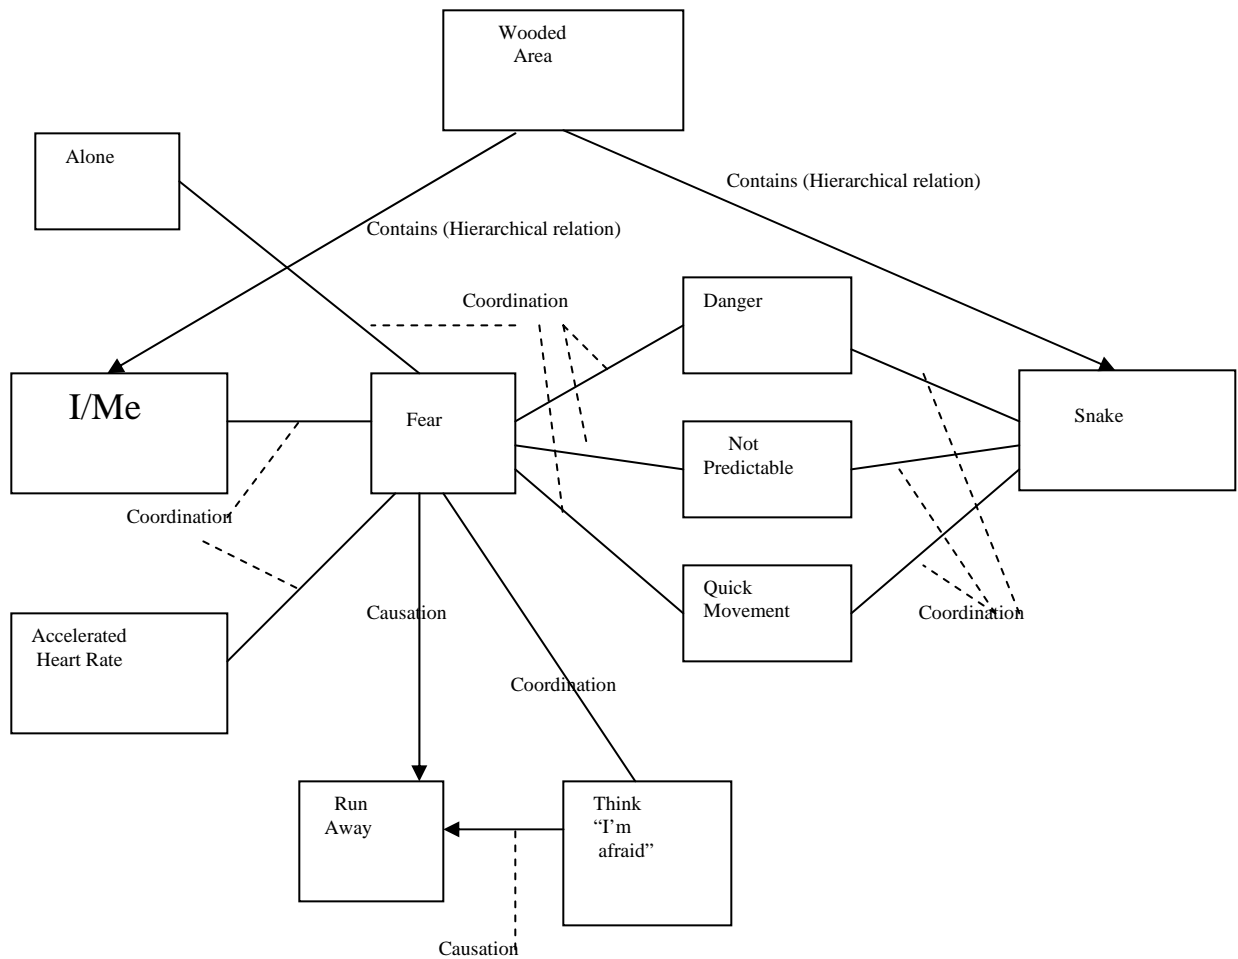 Wooded
Area
Alone
Contains (Hierarchical relation)
Contains (Hierarchical relation)
Coordination
Danger
I/Me
Fear
Snake
Not
Predictable
Coordination
Quick
Movement
Causation
Coordination
Accelerated
Heart Rate
Coordination
Run
Away
Think
“I’m
afraid”
Causation